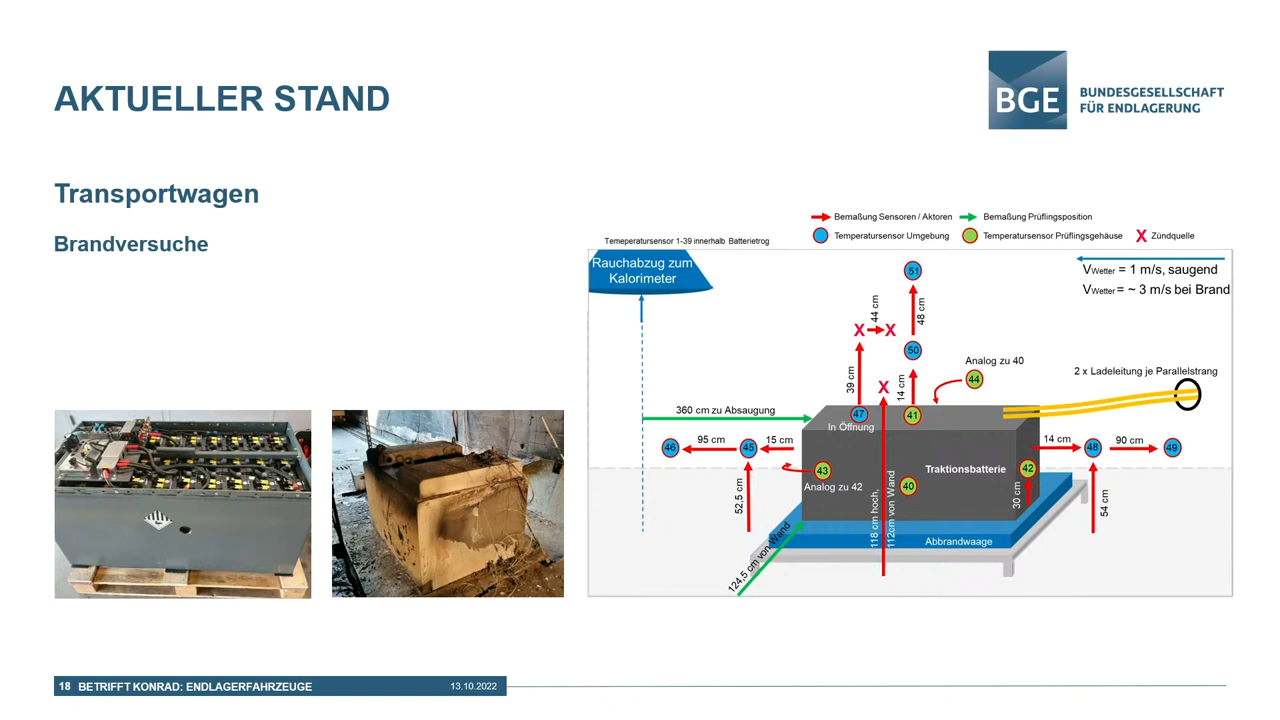 AKTUELLER STAND
BGE
BUNDESGESELLSCHAFT
FÜR ENDLAGERUNG
Transportwagen
Brandversuche
Bemaßung Sensoren / Aktoren
Bemaßung Prüflingsposition
Temeperatursensor 1-39 innerhalb Batterietrog
Temperatursensor Umgebung
Temperatursensor Prüflingsgehäuse
X Zündquelle
Rauchabzug zum
Kalorimeter
VWetter = 1 m/s, saugend
VWetter = ~ 3 m/s bei Brand
51
44 cm
48 cm
X
X
50
39 cm
X
14 cm
Analog zu 40
44
2 x Ladeleitung je Parallelstrang
360 cm zu Absaugung
47
41
In Öffnung
46
95 cm
45
15 cm
14 cm
48
90 cm
49
43
Analog zu 42
Traktionsbatterie
42
40
52,5 cm
118 cm hoch,
112cm von Wand
30 cm
54 cm
Abbrandwaage
124,5 cm von Wand
18 BETRIFFT KONRAD: ENDLAGERFAHRZEUGE
13.10.2022